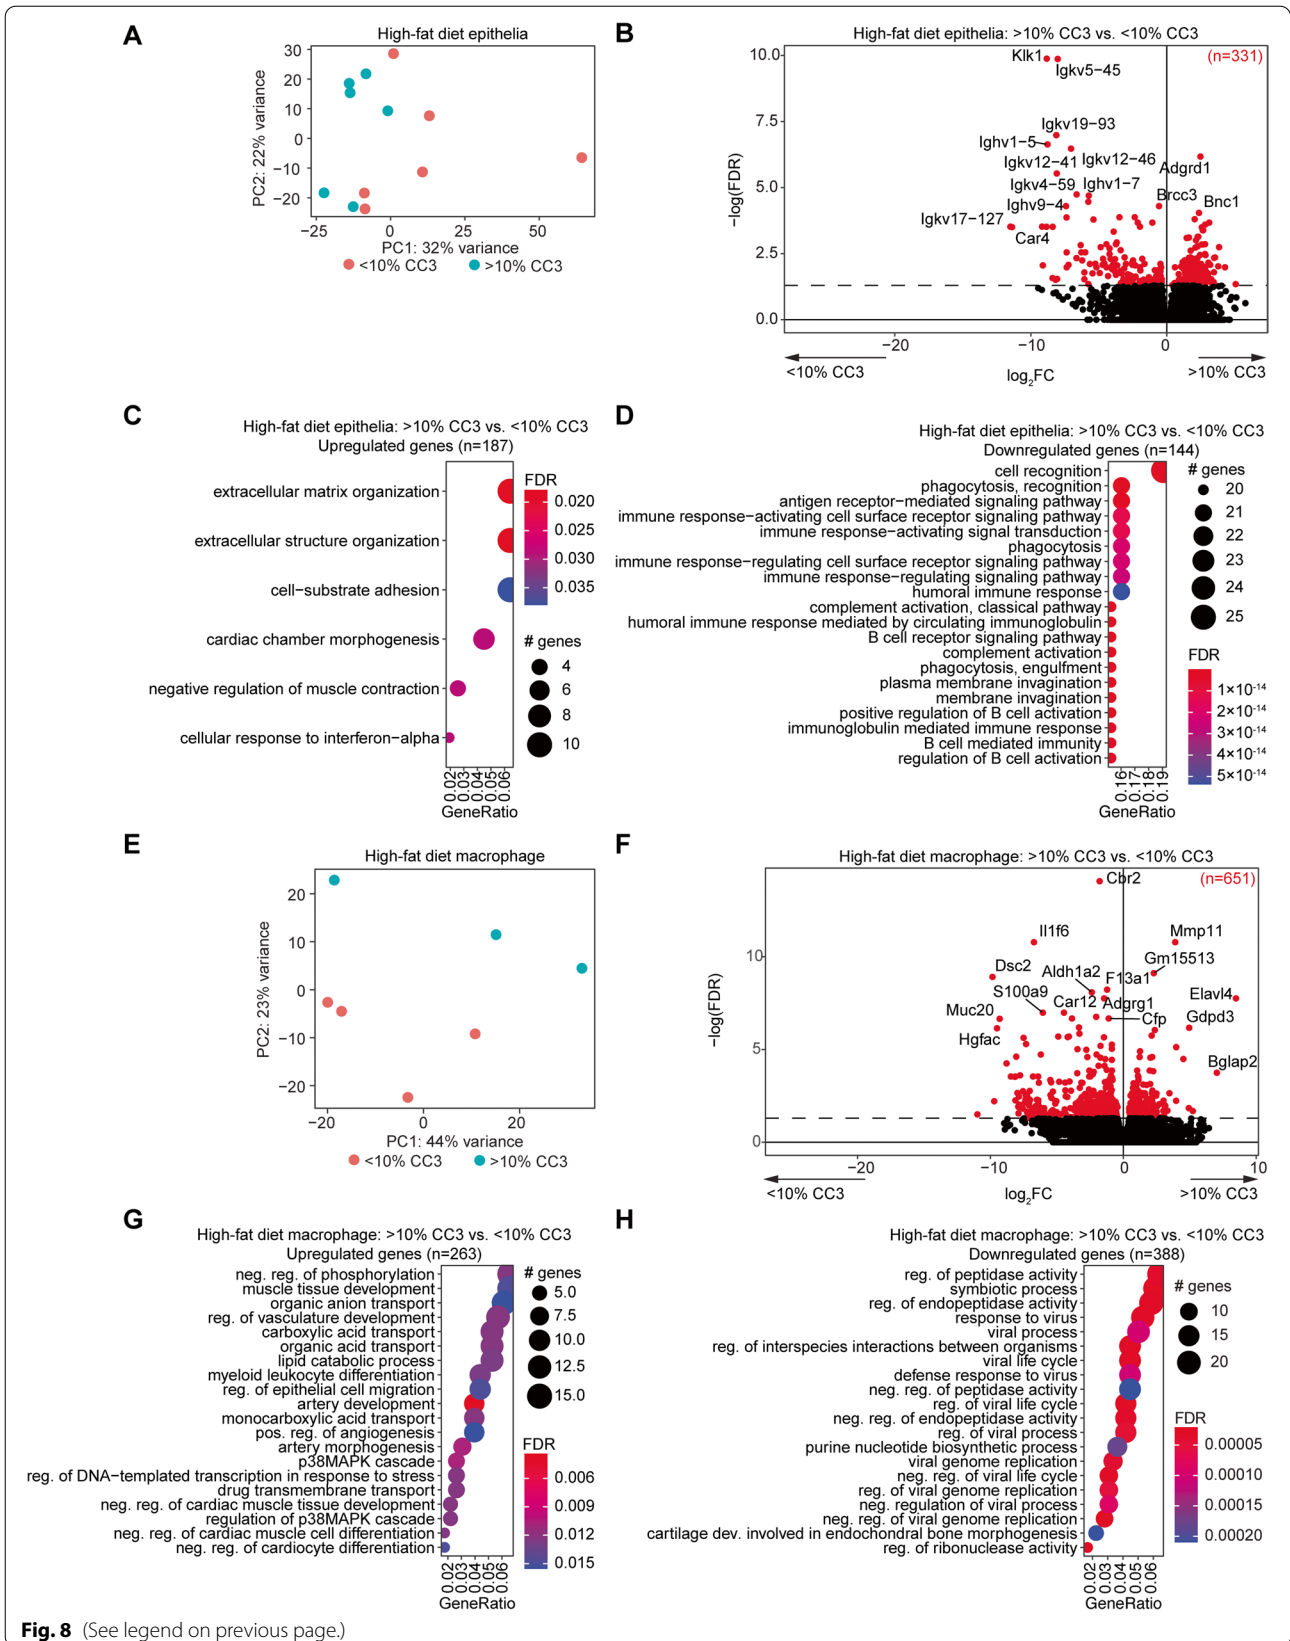 A
High-fat diet epithelia
30
20
10
0
−10
−20
−25
0
25
50
PC2: 22% variance
PC1: 32% variance
<10% CC3
>10% CC3
B
High-fat diet epithelia: >10% CC3 vs. <10% CC3
(n=331)
10.0
7.5
5.0
2.5
0.0
−log(FDR)
Klk1
Igkv5−45
Igkv19−93
Ighv1−5
Igkv12−41
Igkv12−46
Adgrd1
Igkv4−59
Ighv1−7
Brcc3
Ighv9−4
Bnc1
Igkv17−127
Car4
−20
−10
0
<10% CC3
log2FC
>10% CC3
C
High-fat diet epithelia: >10% CC3 vs. <10% CC3
Upregulated genes (n=187)
extracellular matrix organization
extracellular structure organization
cell−substrate adhesion
cardiac chamber morphogenesis
negative regulation of muscle contraction
cellular response to interferon−alpha
0.02
0.03
0.04
0.05
0.06
GeneRatio
FDR
0.020
0.025
0.030
0.035
# genes
4
6
8
10
D
High-fat diet epithelia: >10% CC3 vs. <10% CC3
Downregulated genes (n=144)
cell recognition
phagocytosis, recognition
antigen receptor−mediated signaling pathway
immune response−activating cell surface receptor signaling pathway
immune response−activating signal transduction
phagocytosis
immune response−regulating cell surface receptor signaling pathway
immune response−regulating signaling pathway
humoral immune response
complement activation, classical pathway
humoral immune response mediated by circulating immunoglobulin
B cell receptor signaling pathway
complement activation
phagocytosis, engulfment
plasma membrane invagination
membrane invagination
positive regulation of B cell activation
immunoglobulin mediated immune response
B cell mediated immunity
regulation of B cell activation
0.16
0.17
0.18
0.19
GeneRatio
# genes
20
21
22
23
24
25
FDR
1×10⁻¹⁴
2×10⁻¹⁴
3×10⁻¹⁴
4×10⁻¹⁴
5×10⁻¹⁴
E
High-fat diet macrophage
20
10
0
−10
−20
−20
0
20
PC2: 23% variance
PC1: 44% variance
<10% CC3
>10% CC3
F
High-fat diet macrophage: >10% CC3 vs. <10% CC3
(n=651)
10
5
0
−log(FDR)
Cbr2
Il1f6
Mmp11
Dsc2
Gm15513
Aldh1a2
F13a1
S100a9
Car12
Adgrg1
Elavl4
Muc20
Cfp
Gdpd3
Hgfac
Bglap2
−20
−10
0
10
<10% CC3
log2FC
>10% CC3
G
High-fat diet macrophage: >10% CC3 vs. <10% CC3
Upregulated genes (n=263)
neg. reg. of phosphorylation
muscle tissue development
organic anion transport
reg. of vasculature development
carboxylic acid transport
organic acid transport
lipid catabolic process
myeloid leukocyte differentiation
reg. of epithelial cell migration
artery development
monocarboxylic acid transport
pos. reg. of angiogenesis
artery morphogenesis
p38MAPK cascade
reg. of DNA−templated transcription in response to stress
drug transmembrane transport
neg. reg. of cardiac muscle tissue development
regulation of p38MAPK cascade
neg. reg. of cardiac muscle cell differentiation
neg. reg. of cardiocyte differentiation
0.02
0.03
0.04
0.05
0.06
GeneRatio
# genes
5.0
7.5
10.0
12.5
15.0
FDR
0.006
0.009
0.012
0.015
H
High-fat diet macrophage: >10% CC3 vs. <10% CC3
Downregulated genes (n=388)
reg. of peptidase activity
symbiotic process
reg. of endopeptidase activity
response to virus
viral process
reg. of interspecies interactions between organisms
viral life cycle
defense response to virus
neg. reg. of peptidase activity
reg. of viral life cycle
neg. reg. of endopeptidase activity
reg. of viral process
purine nucleotide biosynthetic process
viral genome replication
neg. reg. of viral life cycle
reg. of viral genome replication
neg. regulation of viral process
neg. reg. of viral genome replication
cartilage dev. involved in endochondral bone morphogenesis
reg. of ribonuclease activity
0.02
0.03
0.04
0.05
0.06
GeneRatio
# genes
10
15
20
FDR
0.00005
0.00010
0.00015
0.00020
Fig. 8 (See legend on previous page.)